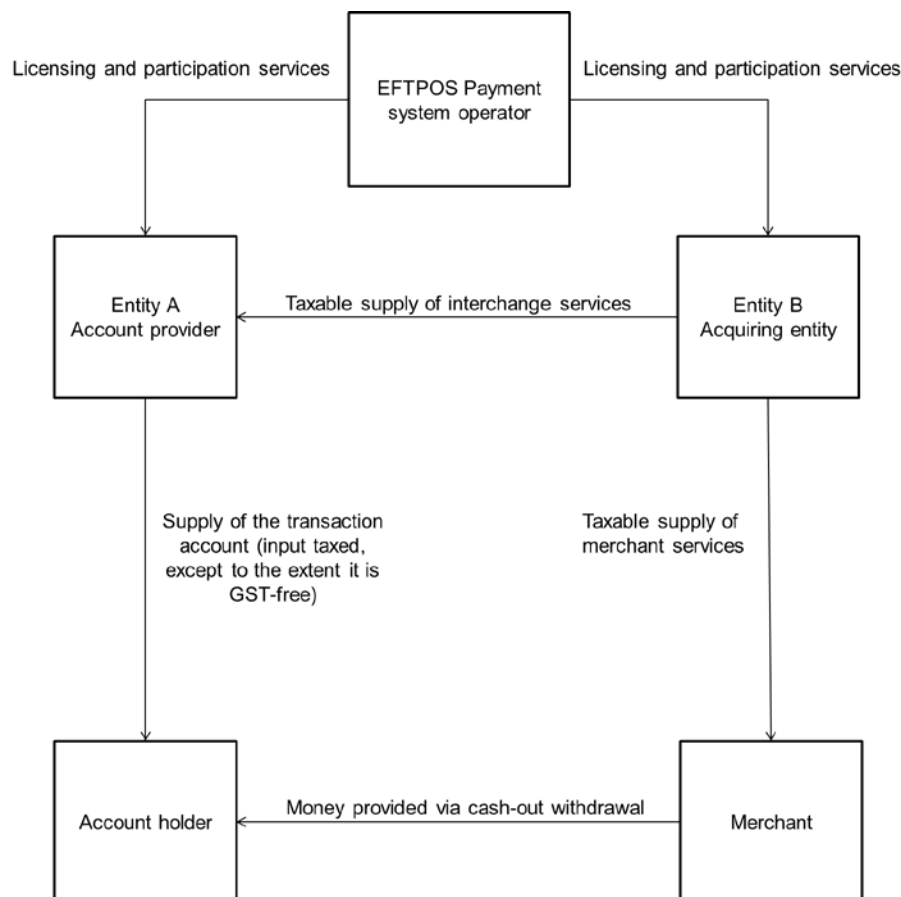 Licensing and participation services
Licensing and participation services
EFTPOS Payment
system operator
Entity A
Account provider
Taxable supply of interchange services
Entity B
Acquiring entity
Supply of the transaction
account (input taxed,
except to the extent it is
GST-free)
Taxable supply of
merchant services
Account holder
Money provided via cash-out withdrawal
Merchant